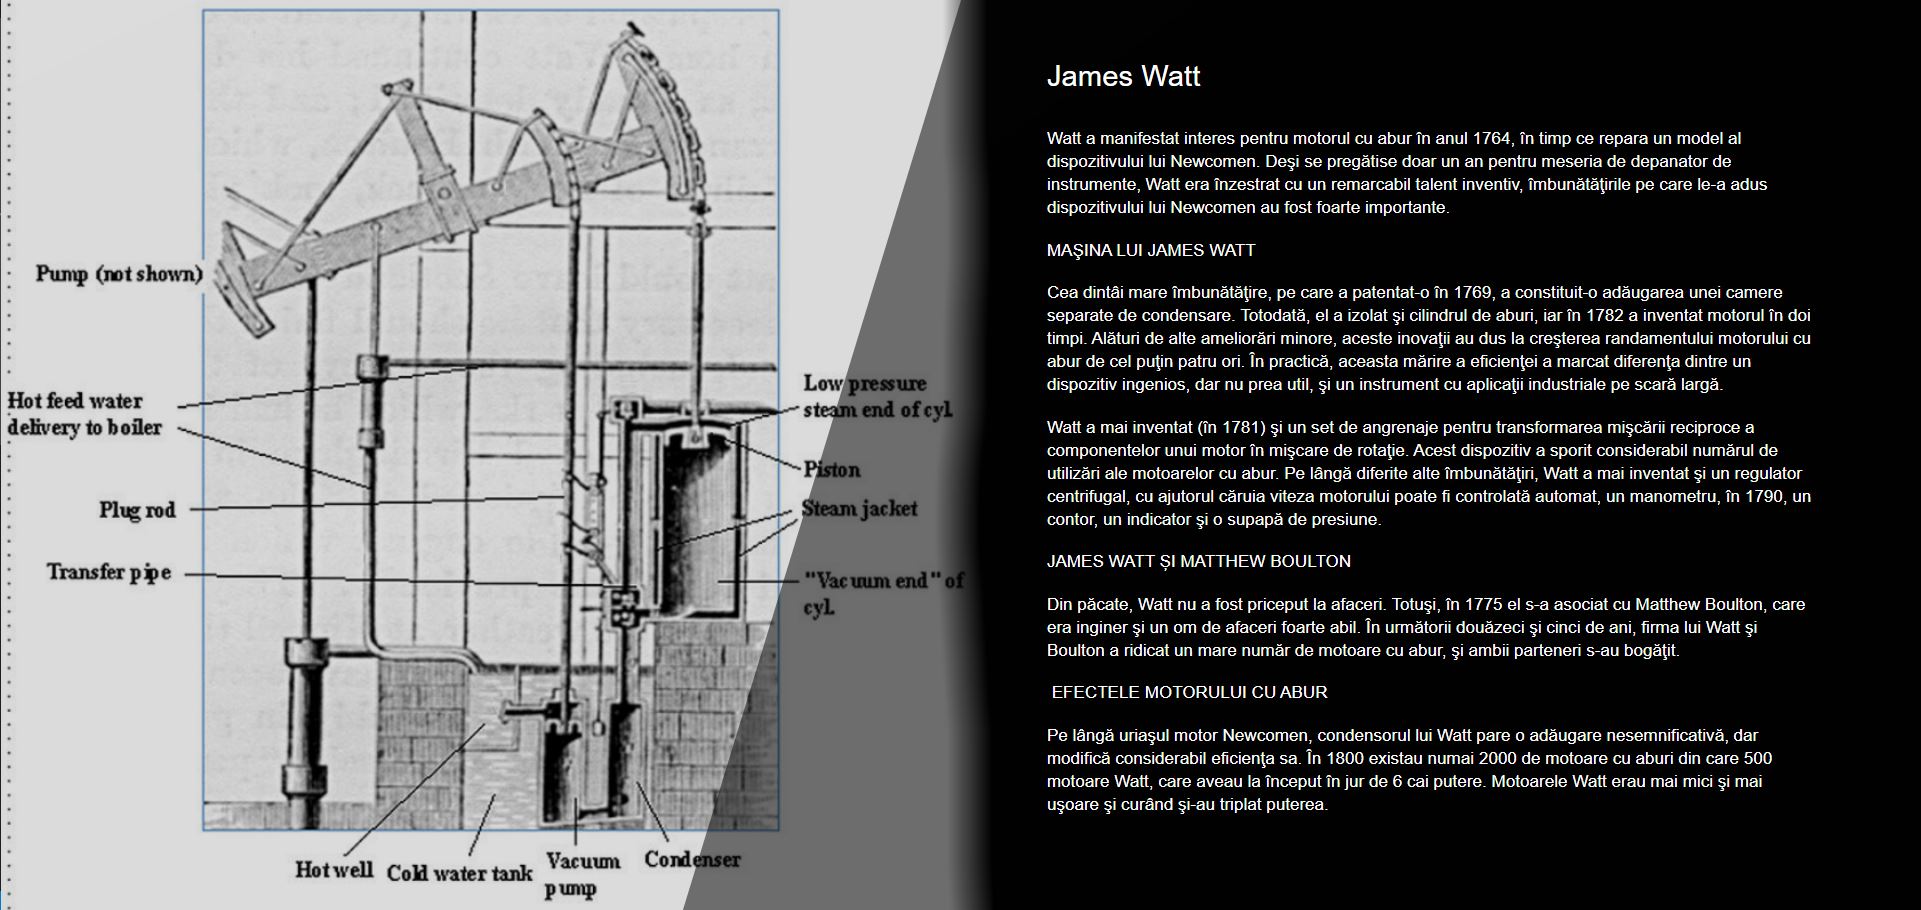 Pump (not shown)
Hot feed water
delivery to boiler
Plug rod
Transfer pipe
Low pressure
steam end of cyl.
Piston
Steam jacket
"Vacuum end" of
cyl.
Hot well
Cold water tank
Vacuum
pump
Condenser
James Watt
Watt a manifestat interes pentru motorul cu abur în anul 1764, în timp ce repara un model al
dispozitivului lui Newcomen. Deşi se pregătise doar un an pentru meseria de depanator de
instrumente, Watt era înzestrat cu un remarcabil talent inventiv, îmbunătăţirile pe care le-a adus
dispozitivului lui Newcomen au fost foarte importante.
MAŞINA LUI JAMES WATT
Cea dintâi mare îmbunătăţire, pe care a patentat-o în 1769, a constituit-o adăugarea unei camere
separate de condensare. Totodată, el a izolat şi cilindrul de aburi, iar în 1782 a inventat motorul în doi
timpi. Alături de alte ameliorări minore, aceste inovaţii au dus la creşterea randamentului motorului cu
abur de cel puţin patru ori. În practică, aceasta mărire a eficienţei a marcat diferenţa dintre un
dispozitiv ingenios, dar nu prea util, şi un instrument cu aplicaţii industriale pe scară largă.
Watt a mai inventat (în 1781) şi un set de angrenaje pentru transformarea mişcării reciproce a
componentelor unui motor în mişcare de rotaţie. Acest dispozitiv a sporit considerabil numărul de
utilizări ale motoarelor cu abur. Pe lângă diferite alte îmbunătăţiri, Watt a mai inventat şi un regulator
centrifugal, cu ajutorul căruia viteza motorului poate fi controlată automat, un manometru, în 1790, un
contor, un indicator şi o supapă de presiune.
JAMES WATT ȘI MATTHEW BOULTON
Din păcate, Watt nu a fost priceput la afaceri. Totuşi, în 1775 el s-a asociat cu Matthew Boulton, care
era inginer şi un om de afaceri foarte abil. În următorii douăzeci şi cinci de ani, firma lui Watt şi
Boulton a ridicat un mare număr de motoare cu abur, şi ambii parteneri s-au bogăţit.
EFECTELE MOTORULUI CU ABUR
Pe lângă uriaşul motor Newcomen, condensorul lui Watt pare o adăugare nesemnificativă, dar
modifică considerabil eficienţa sa. În 1800 existau numai 2000 de motoare cu aburi din care 500
motoare Watt, care aveau la început în jur de 6 cai putere. Motoarele Watt erau mai mici şi mai
uşoare şi curând şi-au triplat puterea.